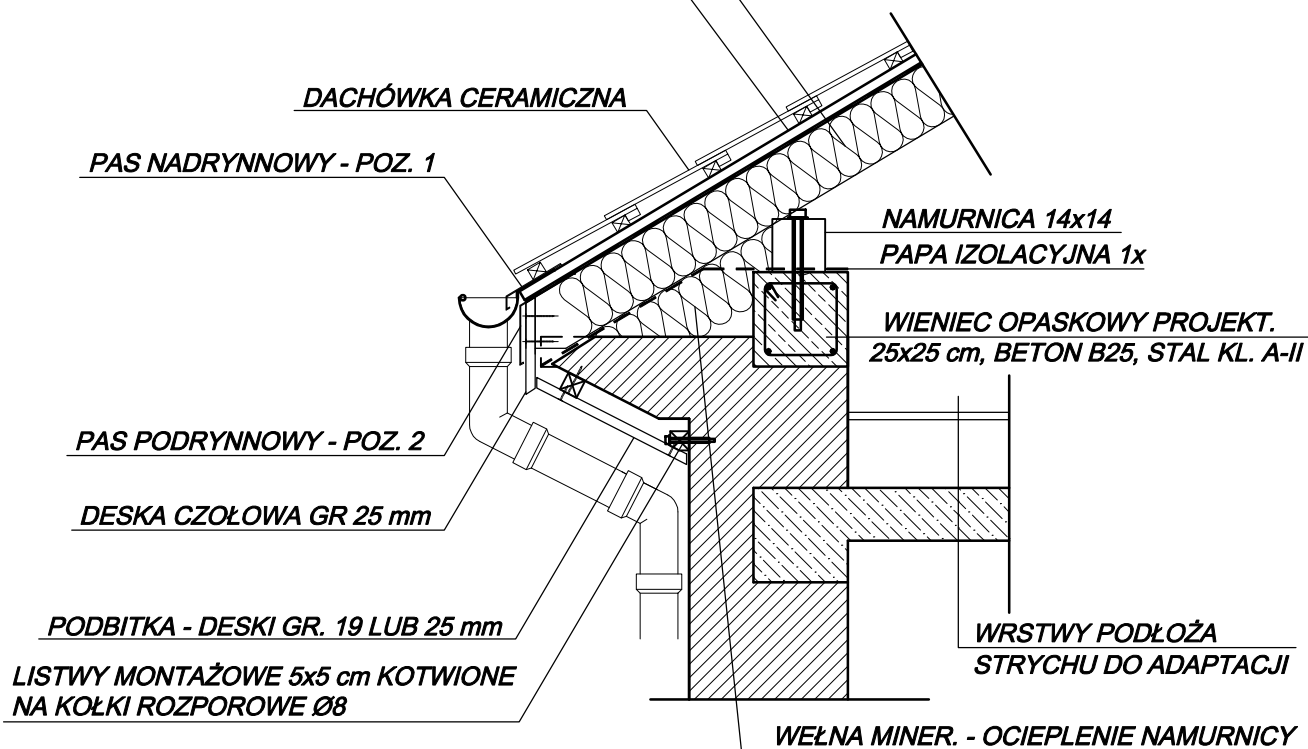 DACHÓWKA CERAMICZNA
PAS NADRYNNOWY - POZ. 1
NAMURNICA 14x14
PAPA IZOLACYJNA 1x
WIENIEC OPASKOWY PROJEKT.
25x25 cm, BETON B25, STAL KL. A-II
PAS PODRYNNOWY - POZ. 2
DESKA CZOŁOWA GR 25 mm
PODBITKA - DESKI GR. 19 LUB 25 mm
LISTWY MONTAŻOWE 5x5 cm KOTWIONE
NA KOŁKI ROZPOROWE Ø8
WRSTWY PODŁOŻA
STRYCHU DO ADAPTACJI
WEŁNA MINER. - OCIEPLENIE NAMURNICY